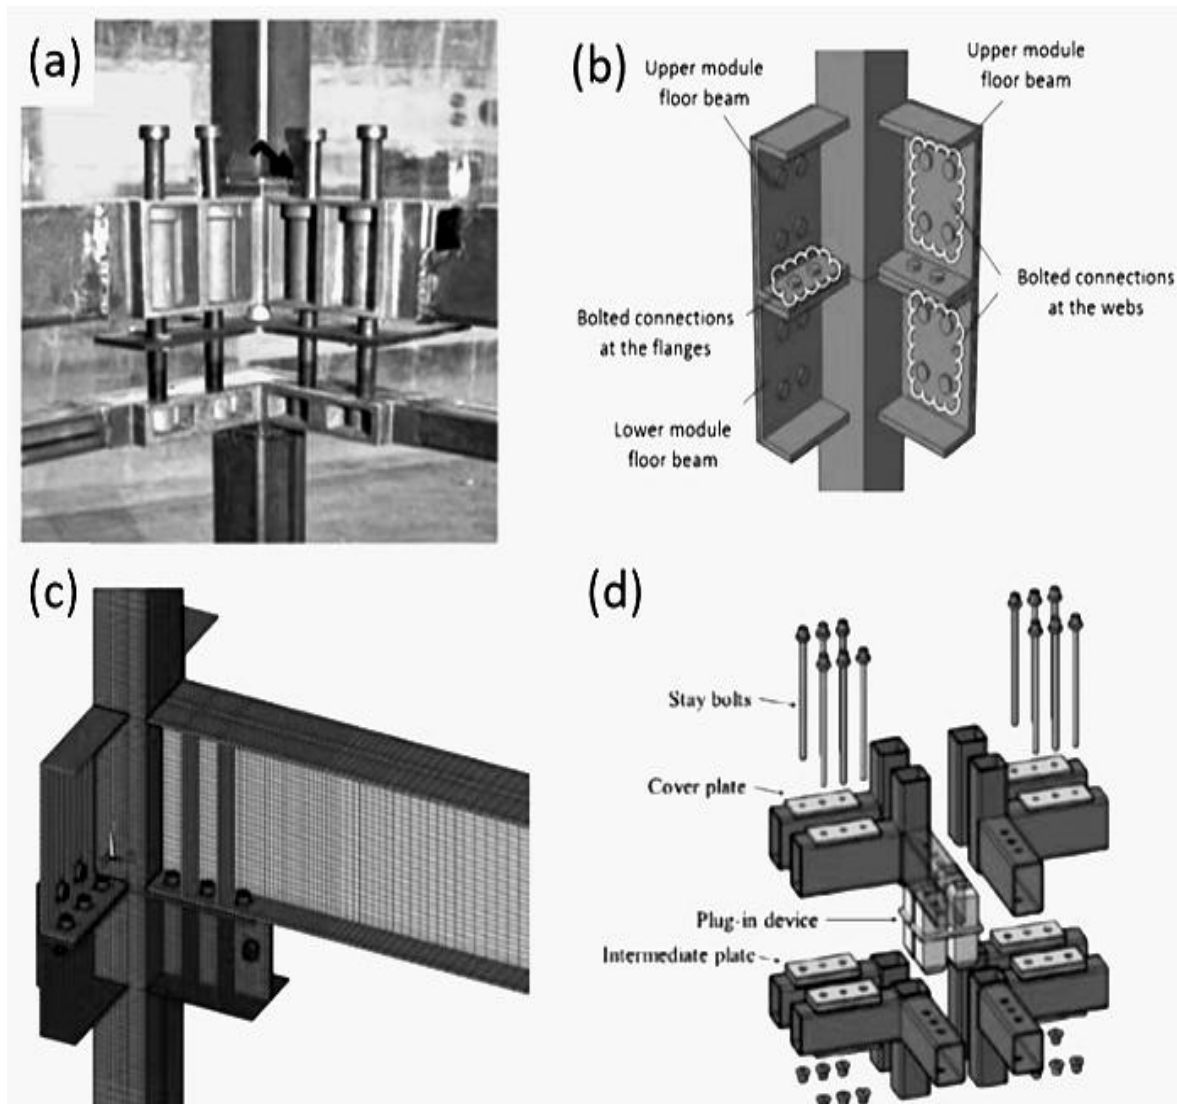 (a)
(b)
Upper module
floor beam
Upper module
floor beam
Bolted connections
at the flanges
Bolted connections
at the webs
Lower module
floor beam
(c)
(d)
Stay bolts
Cover plate
Plug-in device
Intermediate plate